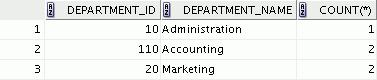 DEPARTMENT_ID DEPARTMENT_NAME COUNT(*)
1 10 Administration 1
2 110 Accounting 2
3 20 Marketing 2